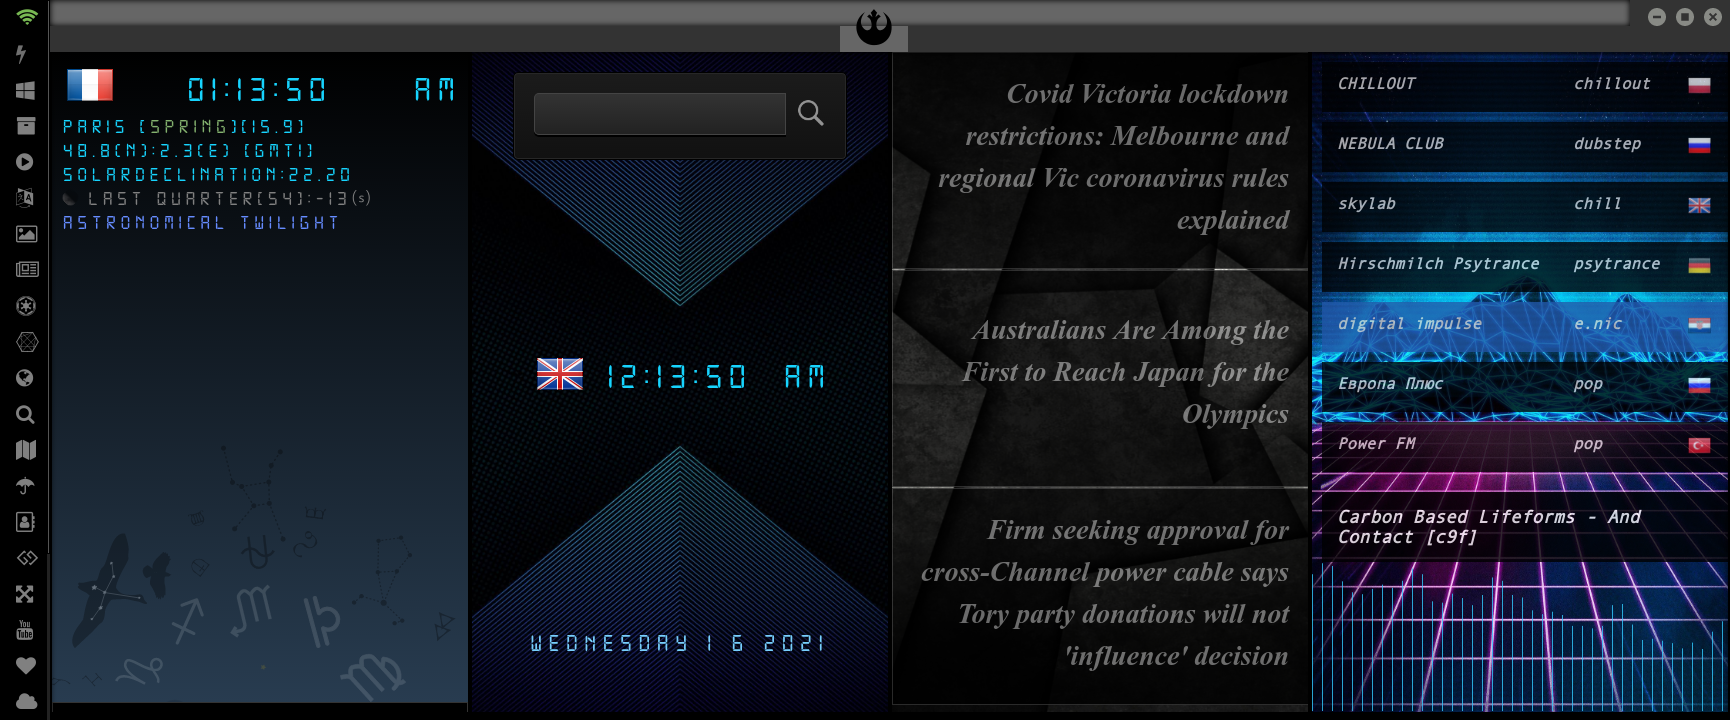 01:13:50 AM
PARIS [SPRING][15.9]
48.8(N):2.3(E) [GMT1]
SOLARDECLINATION:22.20
LAST QUARTER[54]:-13(s)
ASTRONOMICAL TWILIGHT
12:13:50 AM
WEDNESDAY 1 6 2021
Covid Victoria lockdown
restrictions: Melbourne and
regional Vic coronavirus rules
explained
Australians Are Among the
First to Reach Japan for the
Olympics
Firm seeking approval for
cross-Channel power cable says
Tory party donations will not
'influence' decision
CHILLOUT chillout
NEBULA CLUB dubstep
skylab chill
Hirschmilch Psytrance psytrance
digital impulse e.nic
Европа Плюс pop
Power FM pop
Carbon Based Lifeforms - And
Contact [c9f]
You
Tube